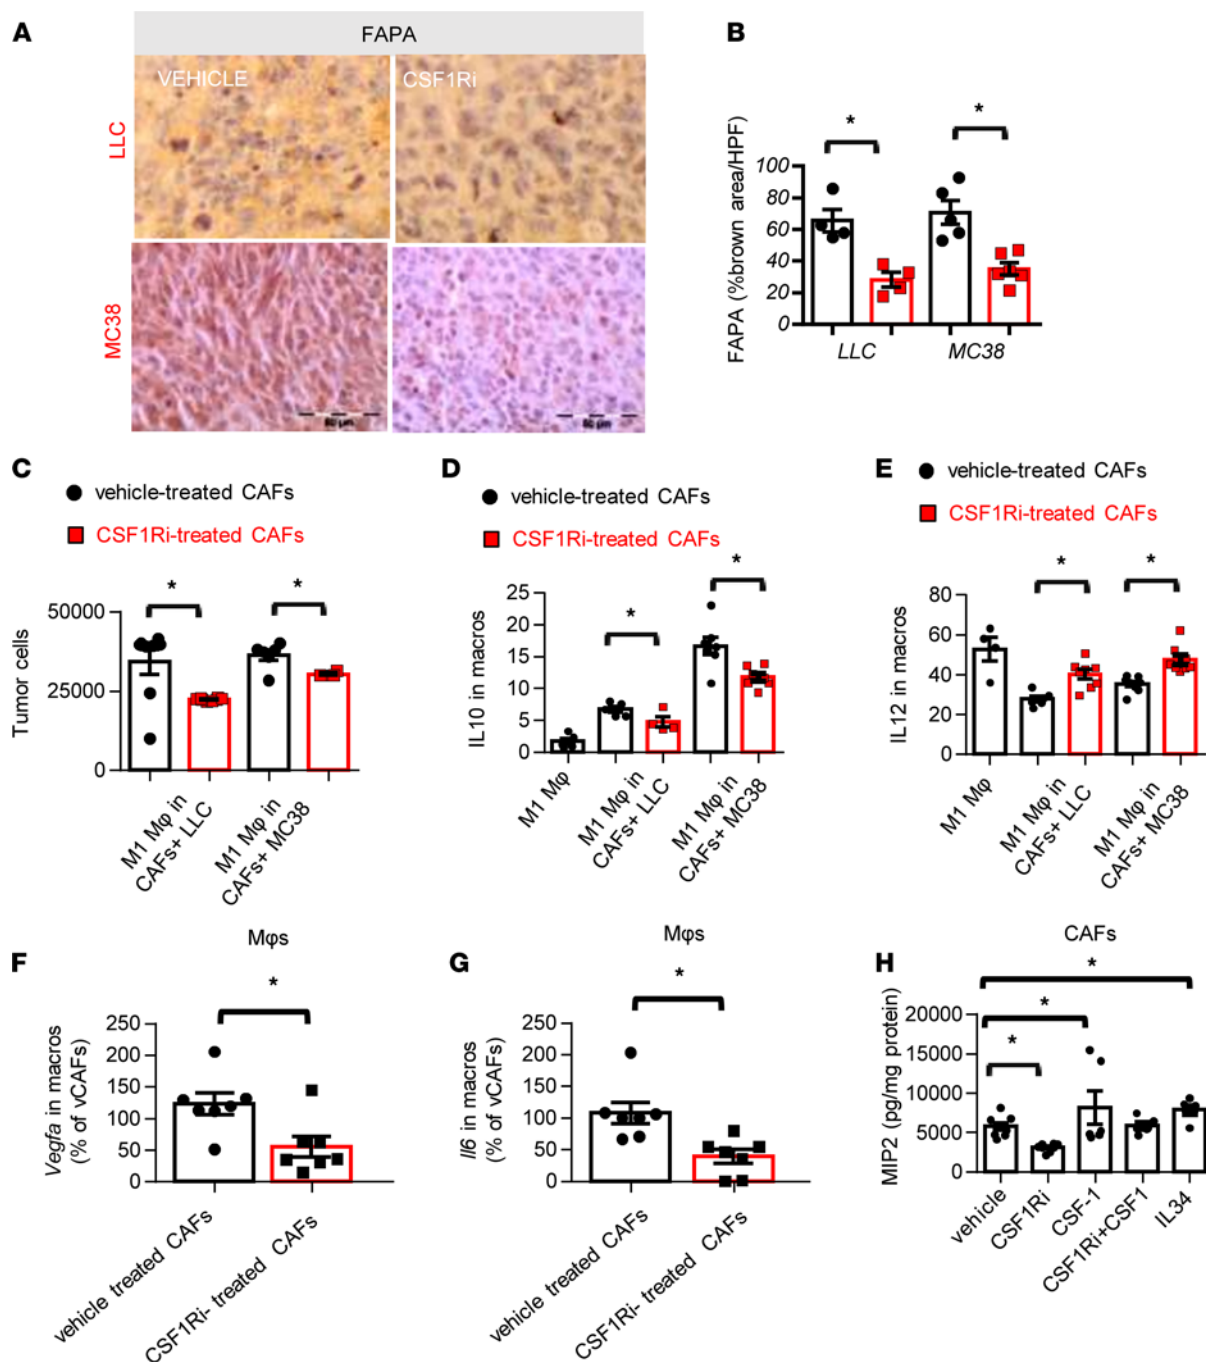 A
FAPA
VEHICLE
CSF1Ri
LLC
MC38
80 µm
80 µm
B
FAPA (%brown area/HPF)
100
80
60
40
20
0
*
*
LLC
MC38
C
vehicle-treated CAFs
CSF1Ri-treated CAFs
Tumor cells
50000
25000
0
*
*
M1 Mφ in
CAFs+ LLC
M1 Mφ in
CAFs+ MC38
D
vehicle-treated CAFs
CSF1Ri-treated CAFs
IL10 in macros
25
20
15
10
5
0
*
*
M1 Mφ
M1 Mφ in
CAFs+ LLC
M1 Mφ in
CAFs+ MC38
E
vehicle-treated CAFs
CSF1Ri-treated CAFs
IL12 in macros
80
60
40
20
0
*
*
M1 Mφ
M1 Mφ in
CAFs+ LLC
M1 Mφ in
CAFs+ MC38
F
Mφs
Vegfa in macros
(% of vCAFs)
250
200
150
100
50
0
*
vehicle treated CAFs
CSF1Ri- treated CAFs
G
Mφs
Il6 in macros
(% of vCAFs)
250
200
150
100
50
0
*
vehicle treated CAFs
CSF1Ri- treated CAFs
H
CAFs
MIP2 (pg/mg protein)
20000
15000
10000
5000
0
*
*
*
vehicle
CSF1Ri
CSF-1
CSF1Ri+CSF1
IL34